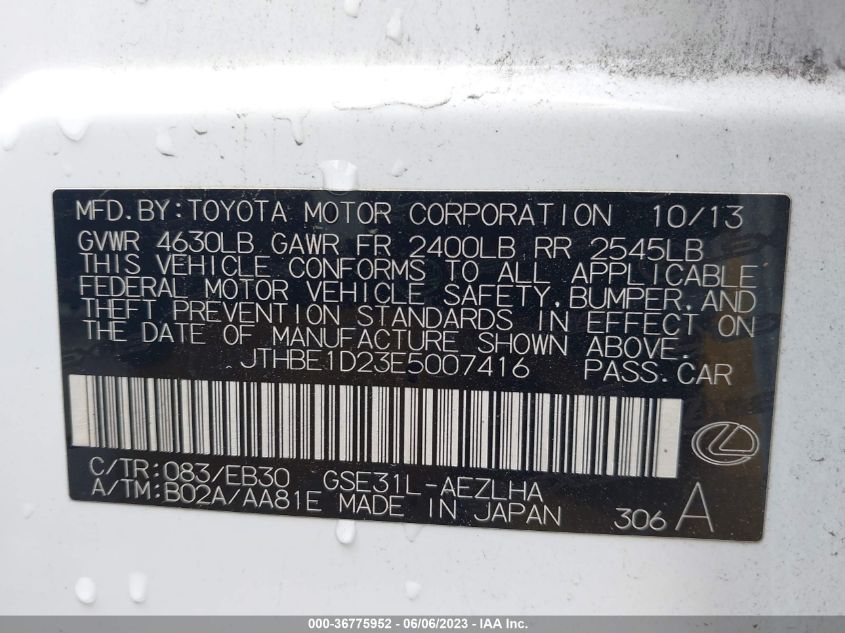 MFD.BY:TOYOTA MOTOR CORPORATION 10/13
GVWR 4630LB GAWR FR 2400LB RR 2545LB
THIS VEHICLE CONFORMS TO ALL APPLICABLE
FEDERAL MOTOR VEHICLE SAFETY,BUMPER,AND
THEFT PREVENTION STANDARDS IN EFFECT ON
THE DATE OF MANUFACTURE SHOWN ABOVE.
JTHBE1D23E5007416 PASS.CAR
C/TR:083/EB30 GSE31L-AEZLHA
A/TM:B02A/AA81E MADE IN JAPAN 306 A
000-36775952 - 06/06/2023 - IAA Inc.